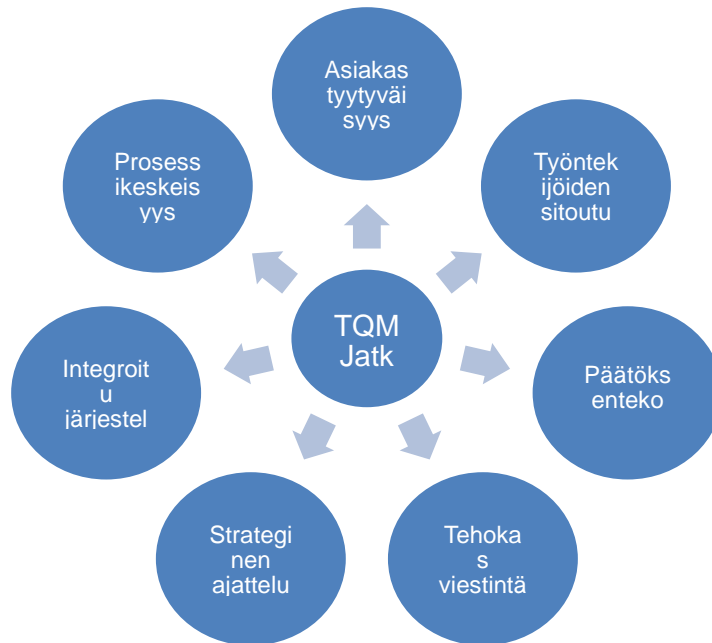 Asiakas
tyytyväi
syys
Työntek
ijöiden
sitoutu
Päätöks
enteko
Tehoka
s
viestintä
Strategi
nen
ajattelu
Integroit
u
järjestel
Prosess
ikeskeis
yys
TQM
Jatk